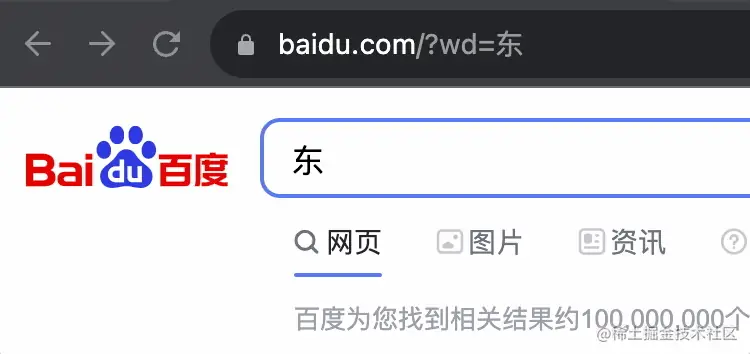 baidu.com/?wd=东
Bai du 百度 东
网页 图片 资讯
百度为您找到相关结果约100,000,000个
@稀土掘金技术社区